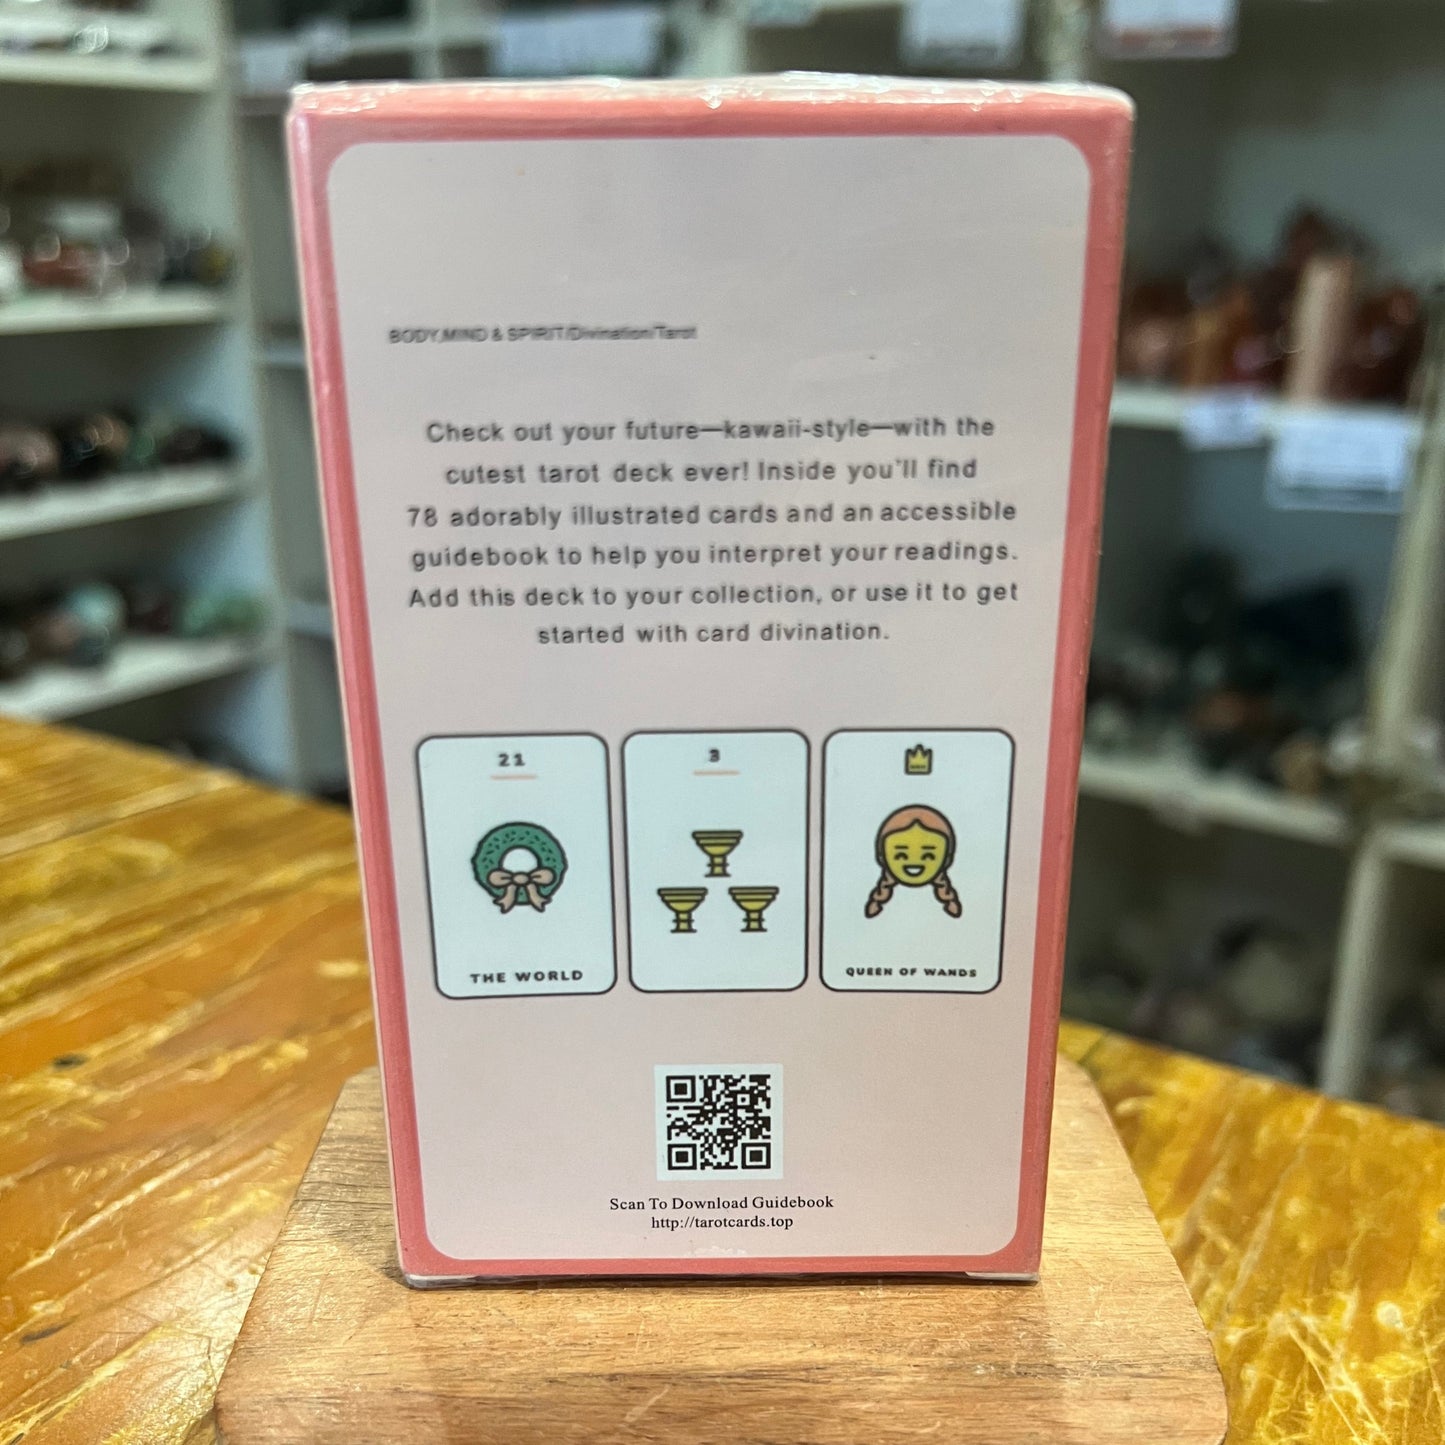 BODY,MIND & SPIRIT/Divination/Tarot
Check out your future—kawaii-style—with the
cutest tarot deck ever! Inside you'll find
78 adorably illustrated cards and an accessible
guidebook to help you interpret your readings.
Add this deck to your collection, or use it to get
started with card divination.
21
THE WORLD
3
QUEEN OF WANDS
Scan To Download Guidebook
http://tarotcards.top